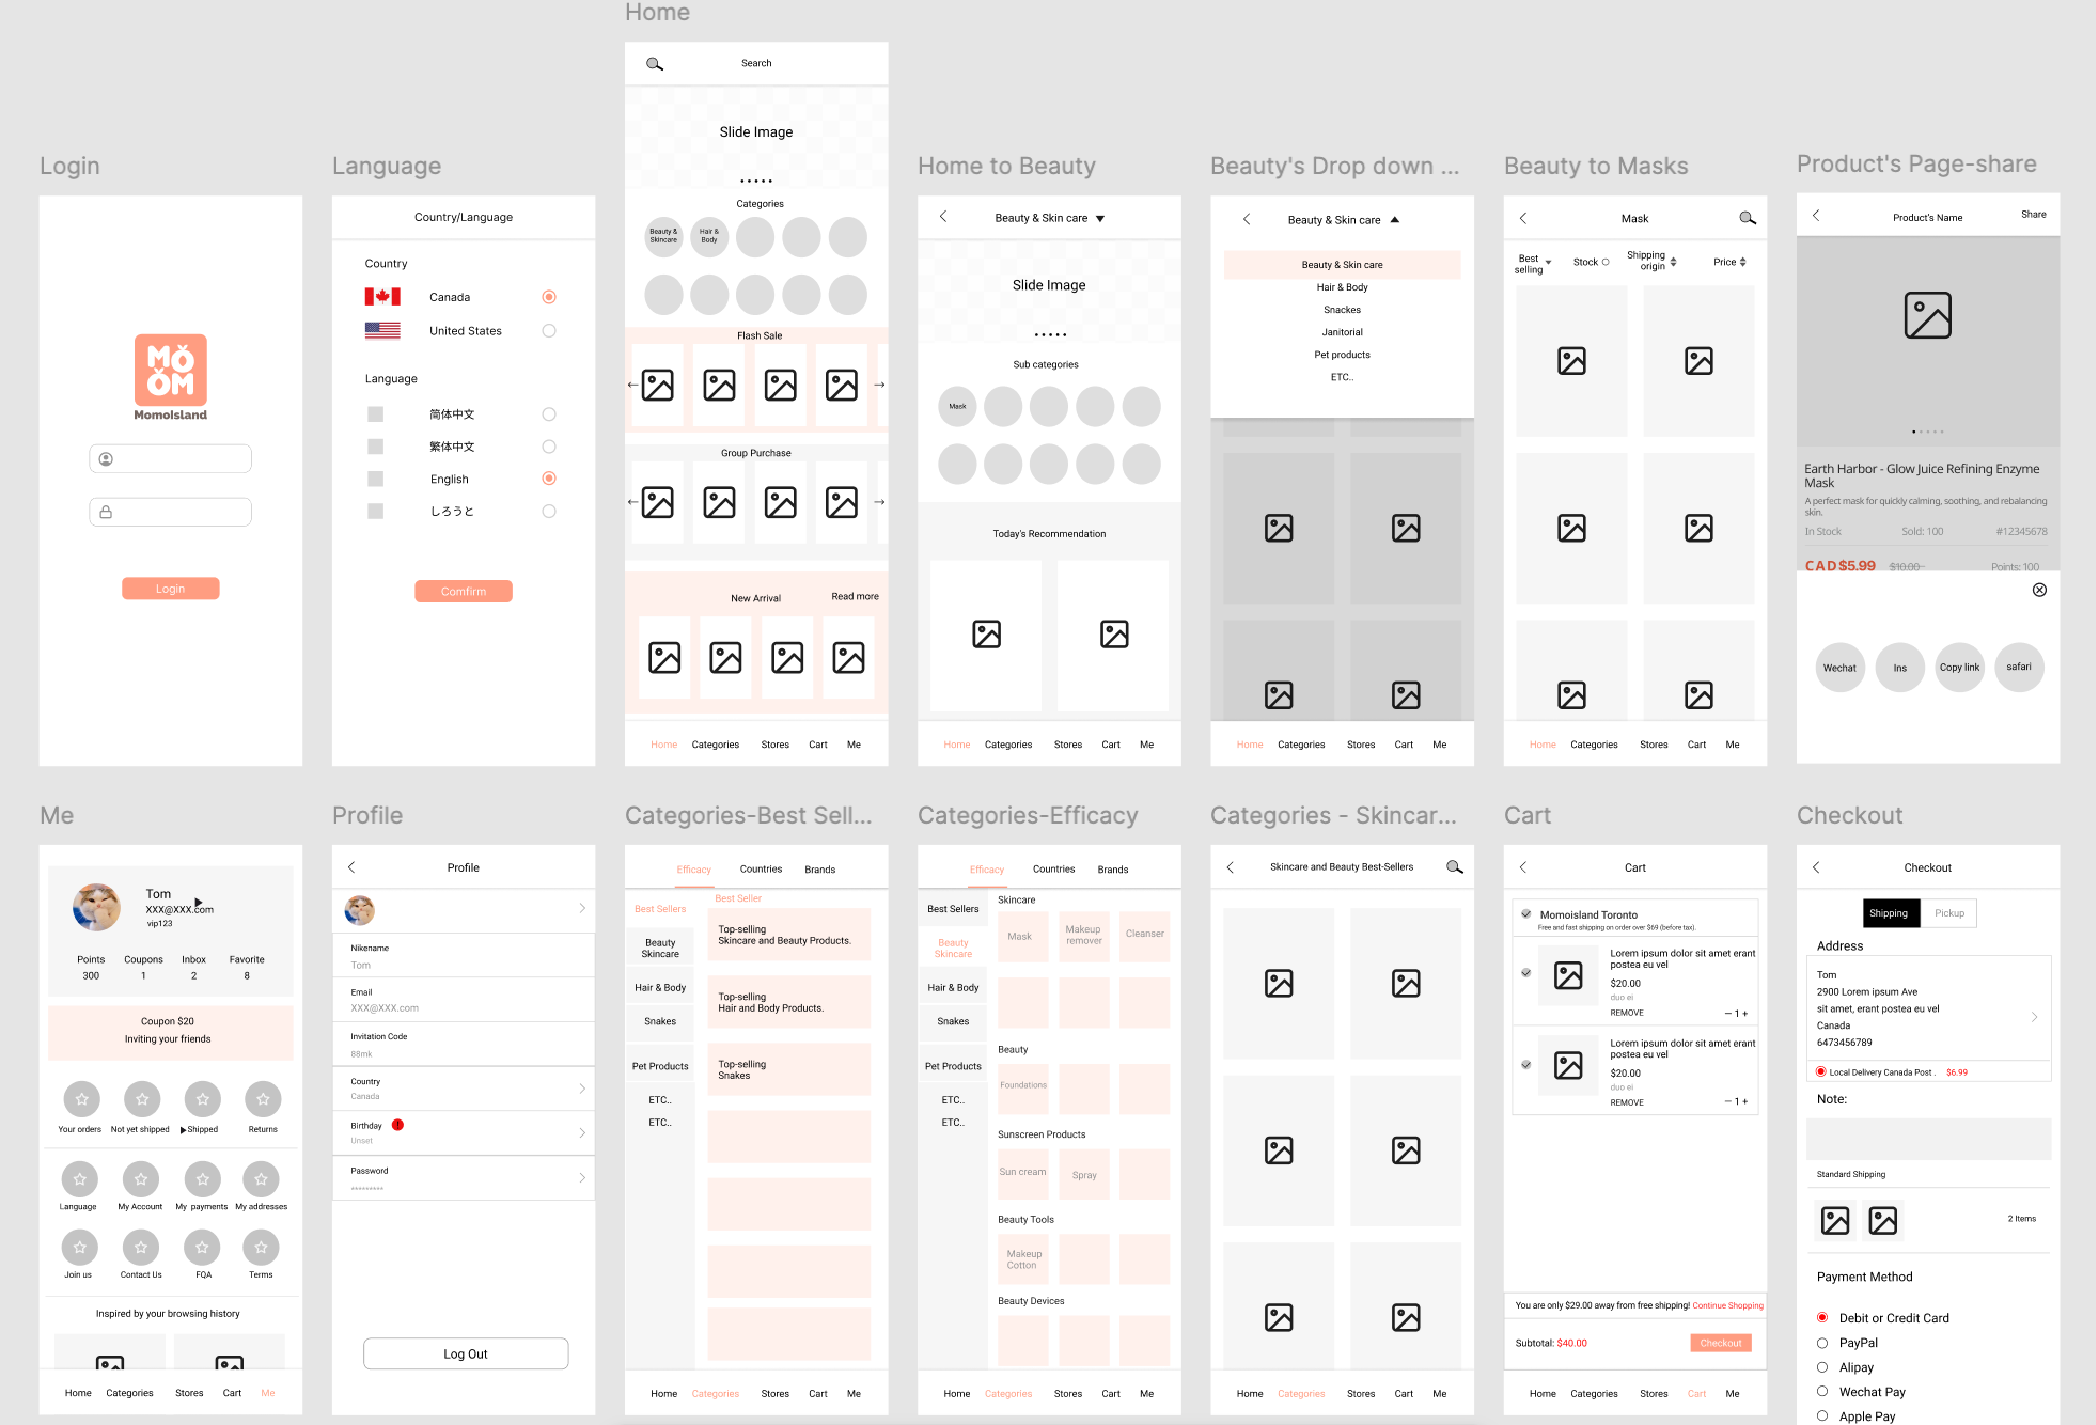 Home
Search
Slide Image
Categories
Beauty &
Skincare
Hair &
Body
Flash Sale
Group Purchase
New Arrival
Read more
Home Categories Stores Cart Me
Login
MOOM
MomoIsland
Login
Language
Country/Language
Country
Canada
United States
Language
简体中文
繁体中文
English
しろうと
Comfirm
Home to Beauty
Beauty & Skin care
Slide Image
Sub categories
Mask
Today's Recommendation
Home Categories Stores Cart Me
Beauty's Drop down ...
Beauty & Skin care
Beauty & Skin care
Hair & Body
Snackes
Janitorial
Pet products
ETC..
Home Categories Stores Cart Me
Beauty to Masks
Mask
Best
selling
Stock
Shipping
origin
Price
Home Categories Stores Cart Me
Product's Page-share
Product's Name
Share
Earth Harbor - Glow Juice Refining Enzyme
Mask
A perfect mask for quickly calming, soothing, and rebalancing
skin.
In Stock Sold: 100 #12345678
CAD$5.99 $10.00 Points: 100
Wechat
Ins
Copy link
safari
Me
Tom
XXX@XXX.com
vip123
Points Coupons Inbox Favorite
300 1 2 8
Coupon $20
Inviting your friends
Your orders Not yet shipped Shipped Returns
Language My Account My payments My addresses
Join us Contact Us FQA Terms
Inspired by your browsing history
Home Categories Stores Cart Me
Profile
Profile
Nikename
Tom
Email
XXX@XXX.com
Invitation Code
88mk
Country
Canada
Birthday
Unset
Password
*********
Log Out
Categories-Best Sell...
Efficacy Countries Brands
Best Sellers
Beauty
Skincare
Hair & Body
Snakes
Pet Products
ETC..
ETC..
Best Seller
Top-selling
Skincare and Beauty Products.
Top-selling
Hair and Body Products.
Top-selling
Snakes
Home Categories Stores Cart Me
Categories-Efficacy
Efficacy Countries Brands
Best Sellers
Beauty
Skincare
Hair & Body
Snakes
Pet Products
ETC..
ETC..
Skincare
Mask
Makeup
remover
Cleanser
Beauty
Foundations
Sunscreen Products
Sun cream
Spray
Beauty Tools
Makeup
Cotton
Beauty Devices
Home Categories Stores Cart Me
Categories - Skincar...
Skincare and Beauty Best-Sellers
Home Categories Stores Cart Me
Cart
Cart
Momoisland Toronto
Free and fast shipping on order over $69 (before tax).
Lorem ipsum dolor sit amet erant
postea eu vel
$20.00
duo ei
REMOVE
− 1 +
Lorem ipsum dolor sit amet erant
postea eu vel
$20.00
duo ei
REMOVE
− 1 +
You are only $29.00 away from free shipping! Continue Shopping
Subtotal: $40.00
Checkout
Home Categories Stores Cart Me
Checkout
Checkout
Shipping Pickup
Address
Tom
2900 Lorem ipsum Ave
sit amet, erant postea eu vel
Canada
6473456789
Local Delivery Canada Post . $6.99
Note:
Standard Shipping
2 Items
Payment Method
Debit or Credit Card
PayPal
Alipay
Wechat Pay
Apple Pay